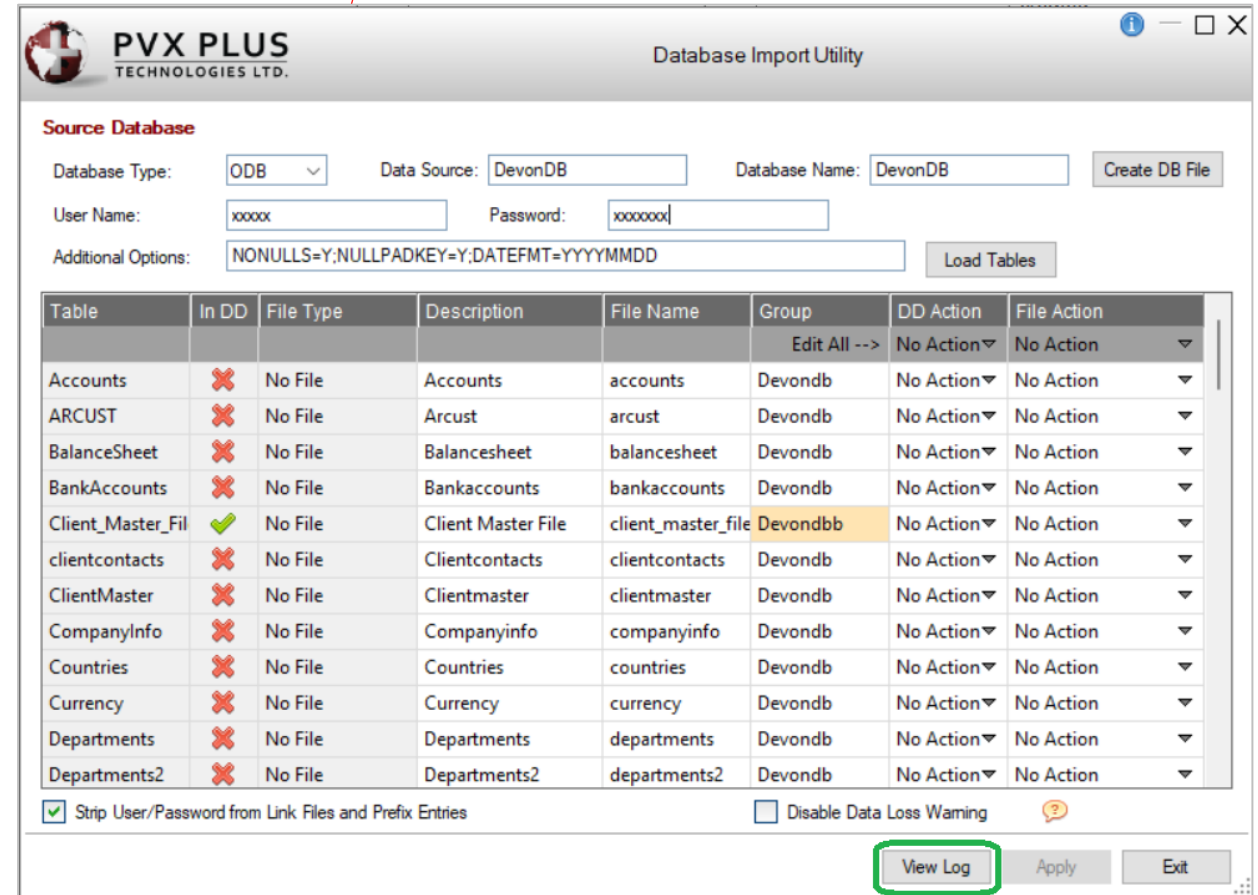 PVX PLUS
TECHNOLOGIES LTD.
Database Import Utility
Source Database
Database Type: ODB Data Source: DevonDB Database Name: DevonDB Create DB File
User Name: xxxxx Password: xxxxxxx
Additional Options: NONULLS=Y;NULLPADKEY=Y;DATEFMT=YYYYMMDD Load Tables
Table In DD File Type Description File Name Group DD Action File Action
Edit All --> No Action No Action
Accounts No File Accounts accounts Devondb No Action No Action
ARCUST No File Arcust arcust Devondb No Action No Action
BalanceSheet No File Balancesheet balancesheet Devondb No Action No Action
BankAccounts No File Bankaccounts bankaccounts Devondb No Action No Action
Client_Master_Fil No File Client Master File client_master_file Devondbb No Action No Action
clientcontacts No File Clientcontacts clientcontacts Devondb No Action No Action
ClientMaster No File Clientmaster clientmaster Devondb No Action No Action
CompanyInfo No File Companyinfo companyinfo Devondb No Action No Action
Countries No File Countries countries Devondb No Action No Action
Currency No File Currency currency Devondb No Action No Action
Departments No File Departments departments Devondb No Action No Action
Departments2 No File Departments2 departments2 Devondb No Action No Action
Strip User/Password from Link Files and Prefix Entries Disable Data Loss Warning
View Log Apply Exit